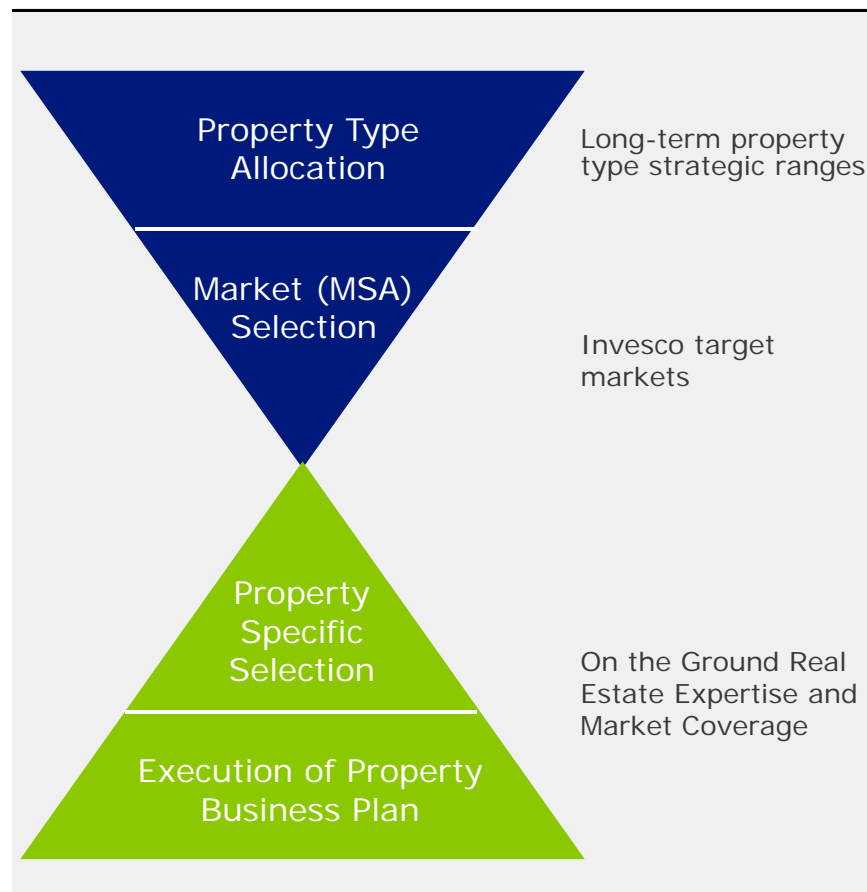 Property Type
Allocation
Long-term property
type strategic ranges
Market (MSA)
Selection
Invesco target
markets
Property
Specific
Selection
On the Ground Real
Estate Expertise and
Market Coverage
Execution of Property
Business Plan